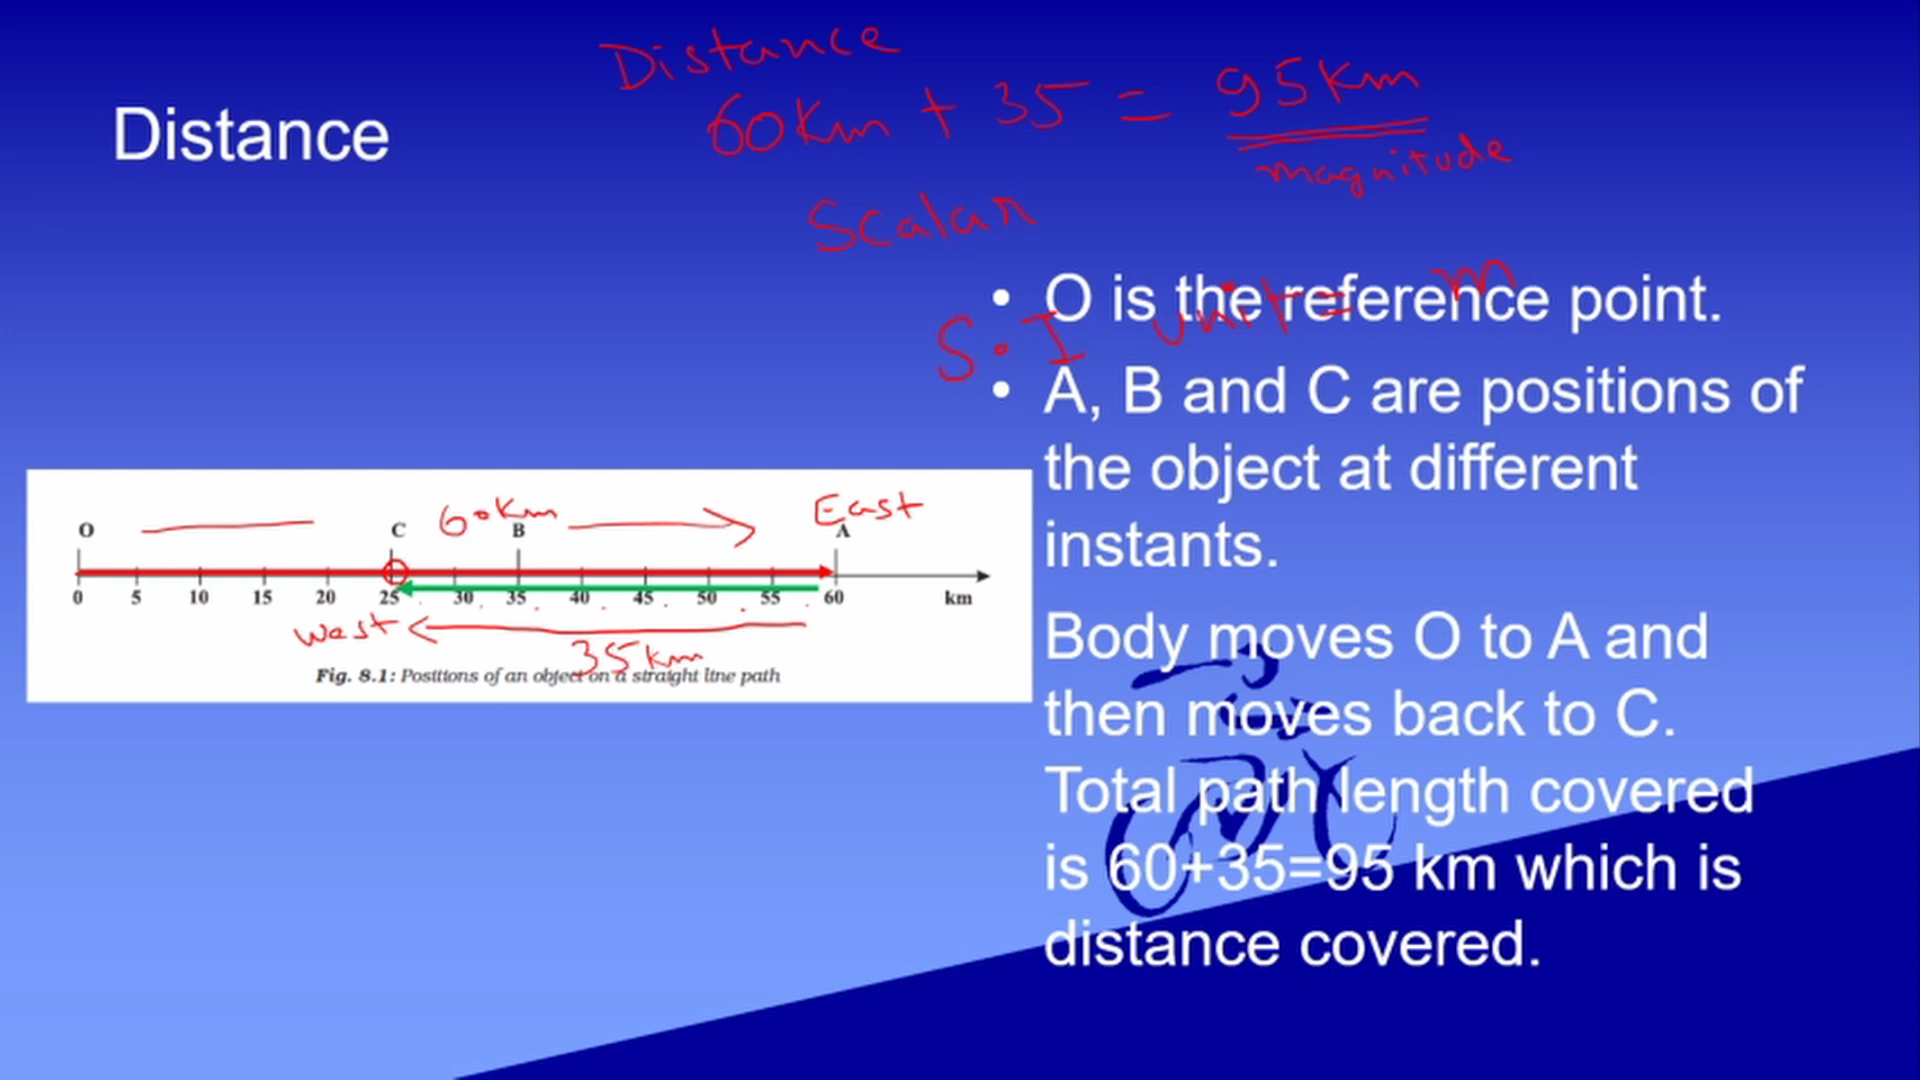 Distance
60km + 35 = 95km
magnitude
Scalar
Distance
S.I unit = m
• O is the reference point.
• A, B and C are positions of
the object at different
instants.
Body moves O to A and
then moves back to C.
Total path length covered
is 60+35=95 km which is
distance covered.
60km East
O C B A
0 5 10 15 20 25 30 35 40 45 50 55 60 km
West 35km
Fig. 8.1: Positions of an object on a straight line path